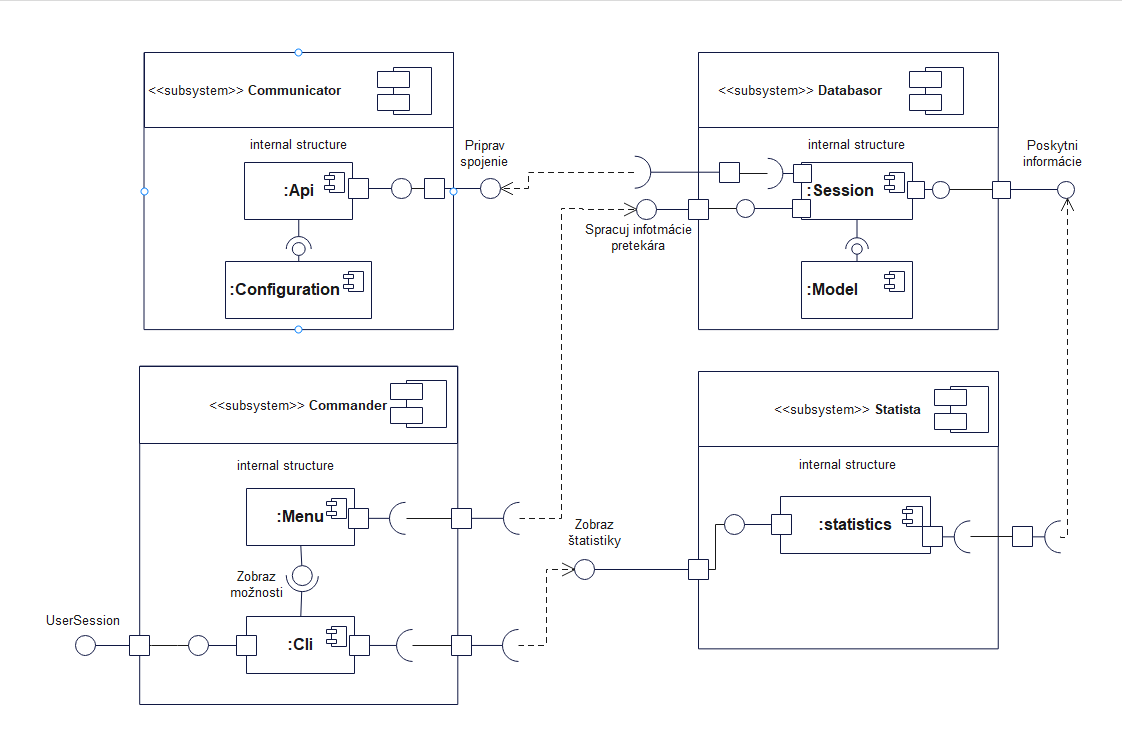 <<subsystem>> Communicator
internal structure
:Api
:Configuration
Priprav
spojenie
<<subsystem>> Databasor
internal structure
:Session
:Model
Poskytni
informácie
Spracuj infotmácie
pretekára
<<subsystem>> Commander
internal structure
:Menu
Zobraz
možnosti
:Cli
UserSession
Zobraz
štatistiky
<<subsystem>> Statista
internal structure
:statistics